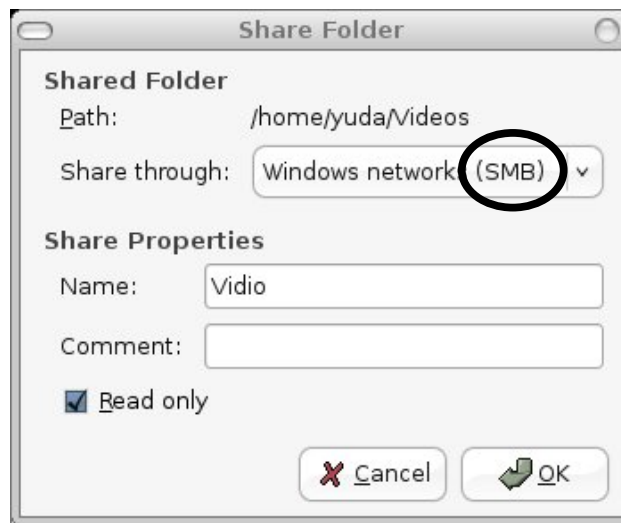 Share Folder
Shared Folder
Path: /home/yuda/Videos
Share through: Windows network (SMB)
Share Properties
Name: Vidio
Comment:
Read only
Cancel OK